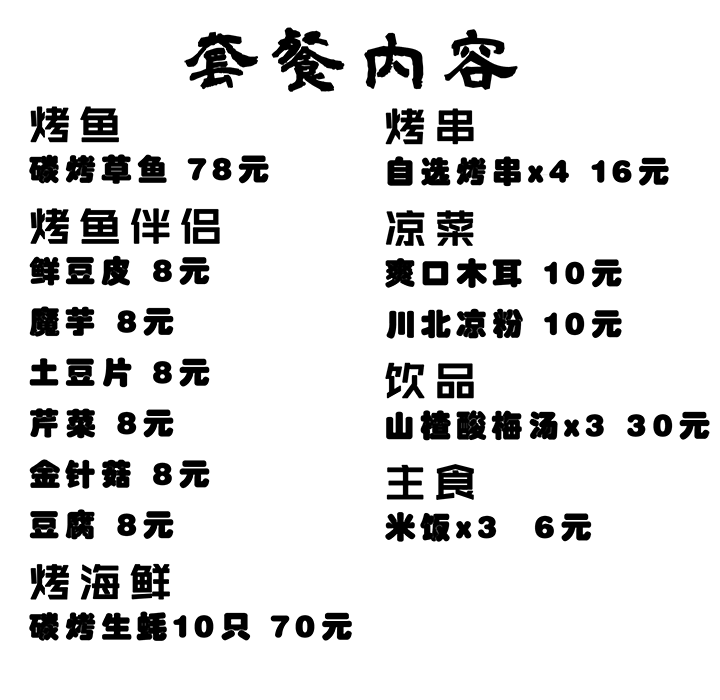 套餐内容
烤鱼
碳烤草鱼 78元
烤鱼伴侣
鲜豆皮 8元
魔芋 8元
土豆片 8元
芹菜 8元
金针菇 8元
豆腐 8元
烤海鲜
碳烤生蚝10只 70元
烤串
自选烤串x4 16元
凉菜
爽口木耳 10元
川北凉粉 10元
饮品
山楂酸梅汤x3 30元
主食
米饭x3 6元